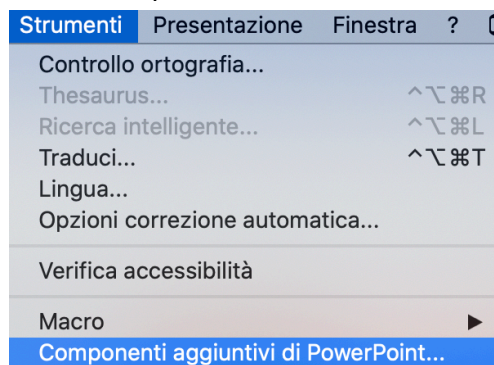 Strumenti Presentazione Finestra ?
Controllo ortografia...
Thesaurus... ^⌥⌘R
Ricerca intelligente... ^⌥⌘L
Traduci... ^⌥⌘T
Lingua...
Opzioni correzione automatica...
Verifica accessibilità
Macro ▶
Componenti aggiuntivi di PowerPoint...